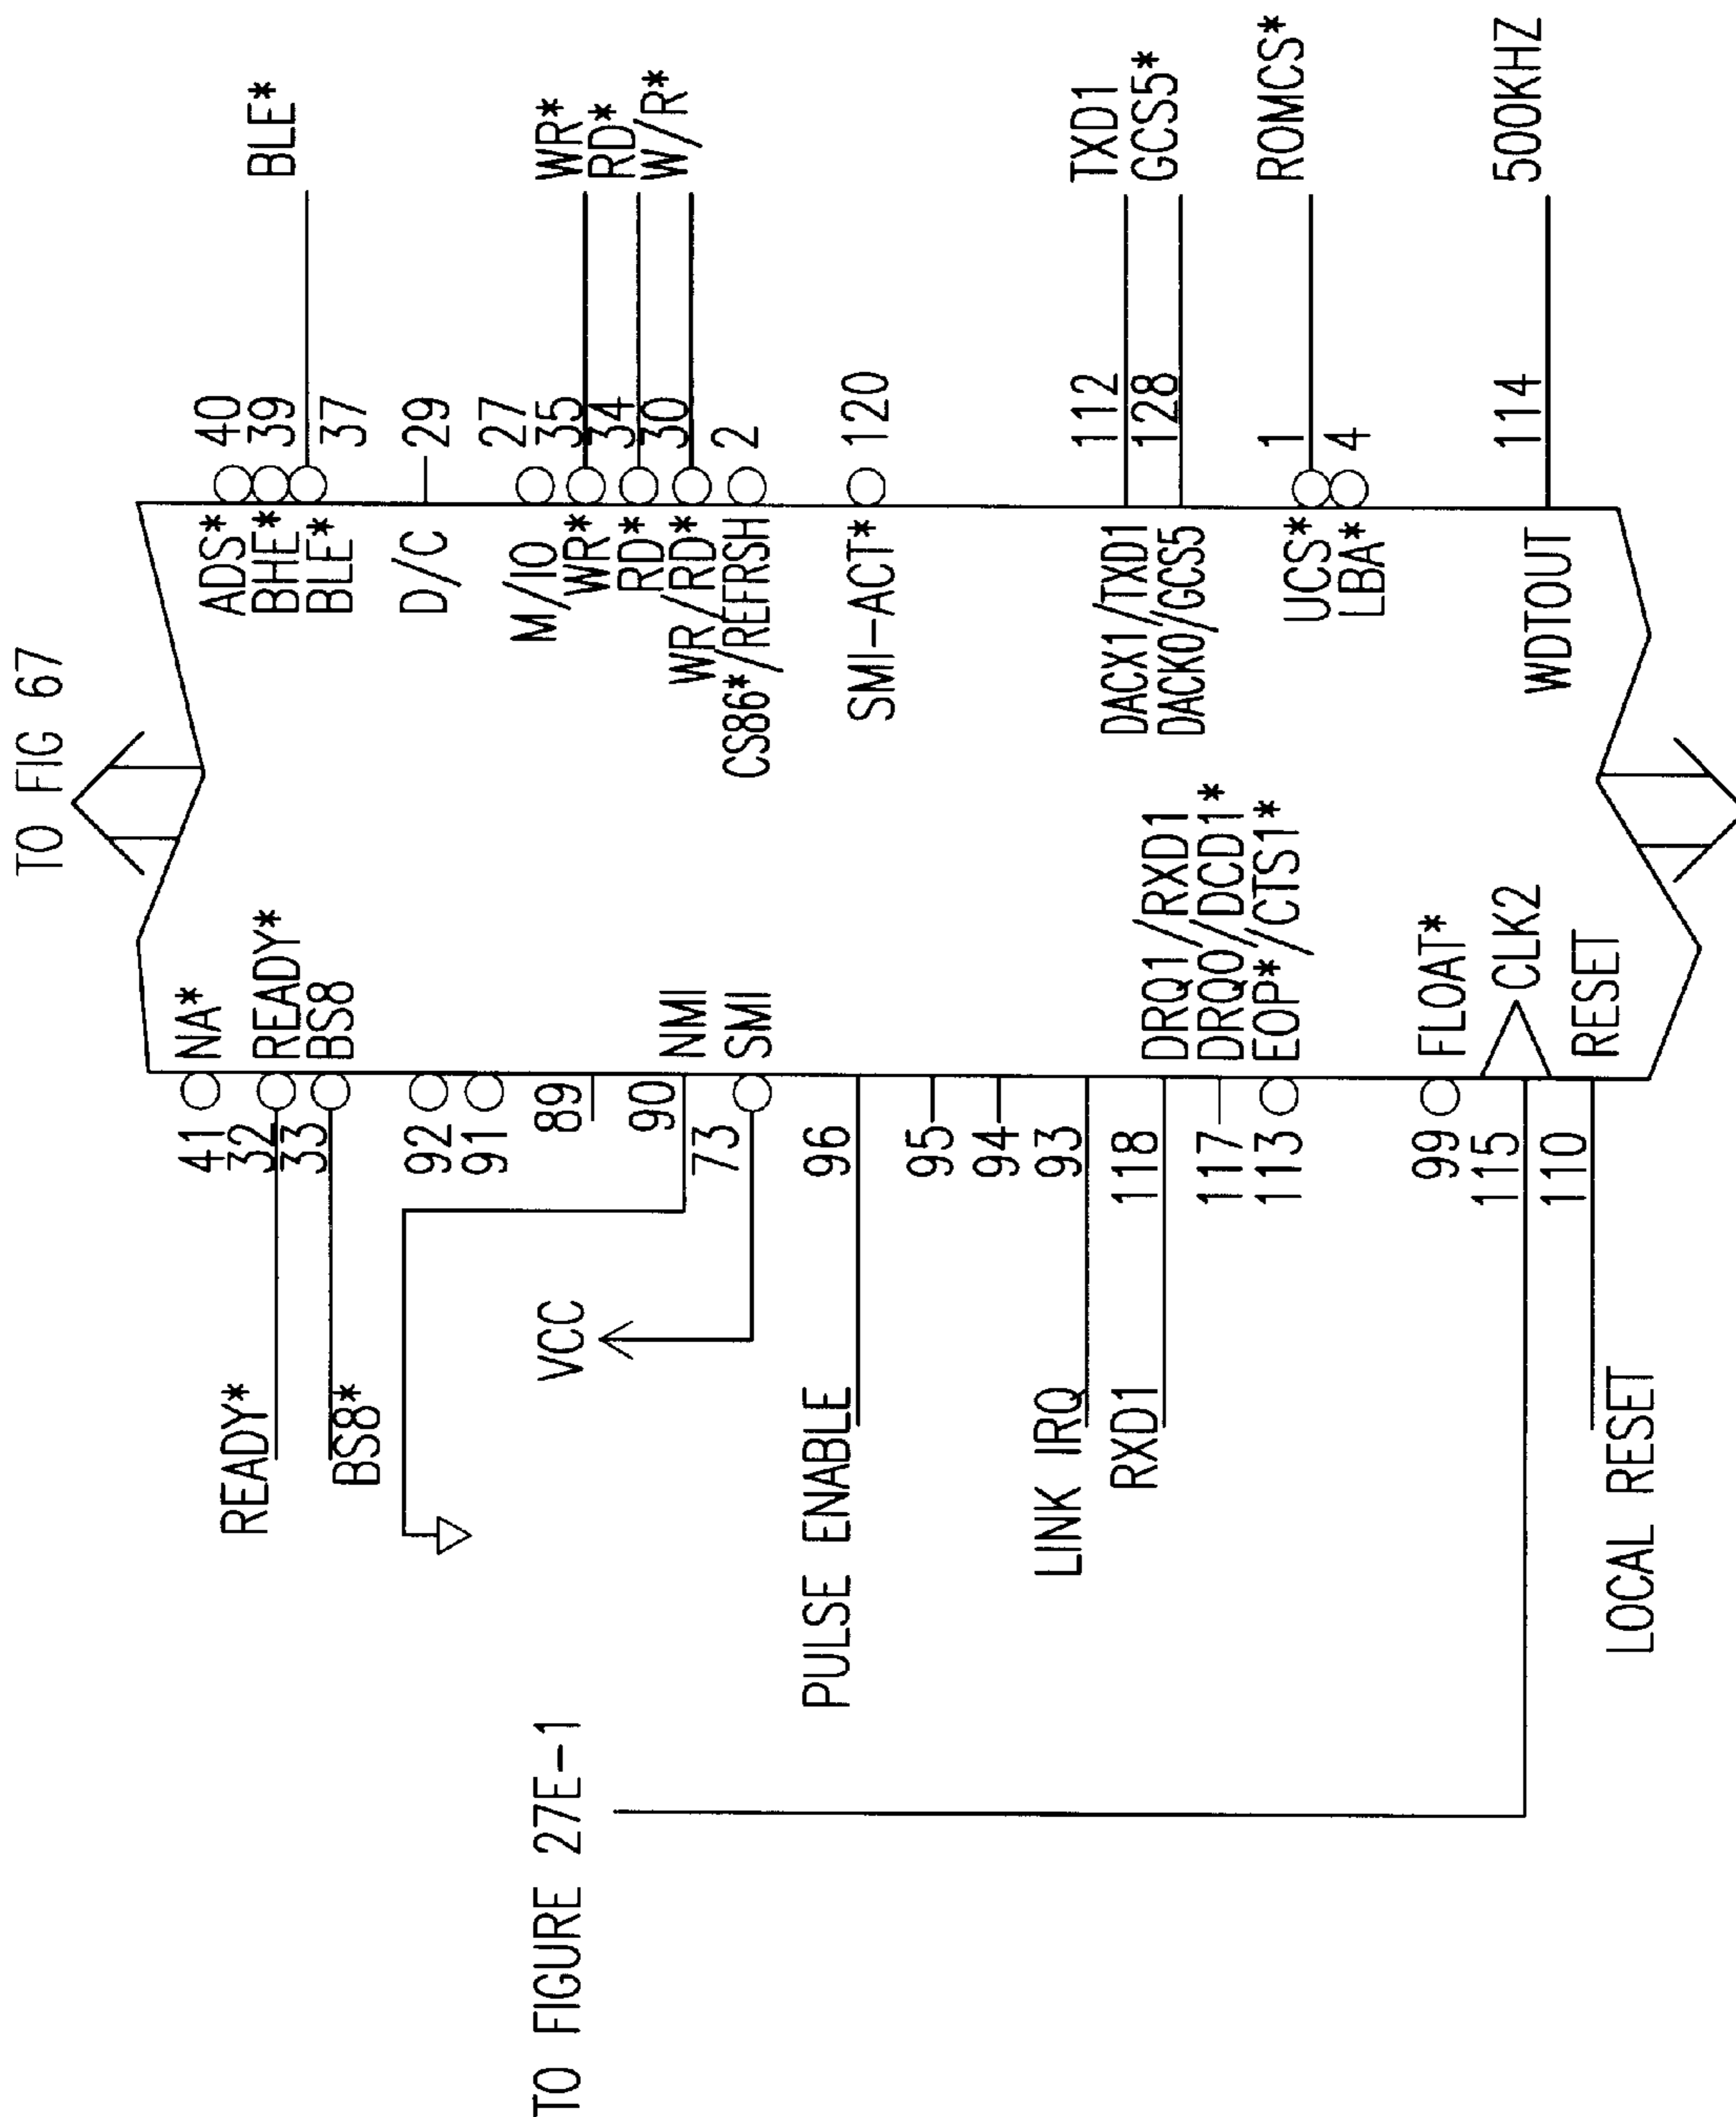 TO FIG 67
READY*
BS8*
VCC
PULSE ENABLE
LINK IRQ
RXD1
LOCAL RESET
TO FIGURE 27E-1
41
32
33
92
91
89
90
73
96
95
94
93
118
117
113
99
115
110
NA*
READY*
BS8
NMI
SMI
DRQ1/RXD1
DRQ0/DCD1*
EOP*/CTS1*
FLOAT*
CLK2
RESET
ADS*
BHE*
BLE*
D/C
M/IO
WR*
RD*
WR/RD*
CS86*/REFRSH
SMI-ACT*
DACX1/TXD1
DACK0/GCS5
UCS*
LBA*
WDTOUT
40
39
37
29
27
35
34
30
2
120
112
128
1
4
114
BLE*
WR*
RD*
W/R*
TXD1
GCS5*
ROMCS*
500KHZ